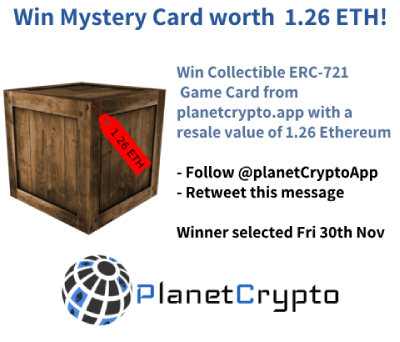 Win Mystery Card worth 1.26 ETH!
Win Collectible ERC-721
Game Card from
planetcrypto.app with a
resale value of 1.26 Ethereum
1.26 ETH
- Follow @planetCryptoApp
- Retweet this message
Winner selected Fri 30th Nov
PlanetCrypto